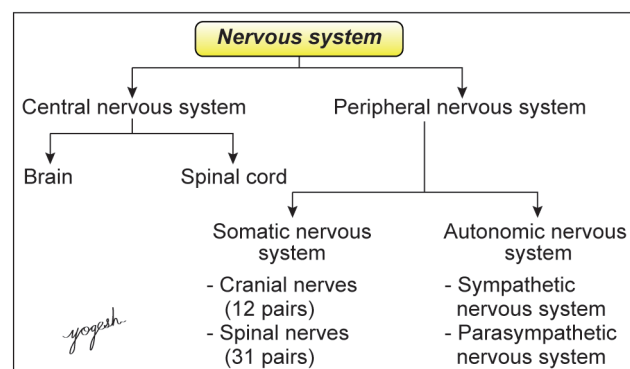 Nervous system
Central nervous system
Peripheral nervous system
Brain
Spinal cord
Somatic nervous
system
- Cranial nerves
(12 pairs)
- Spinal nerves
(31 pairs)
Autonomic nervous
system
- Sympathetic
nervous system
- Parasympathetic
nervous system
yogesh